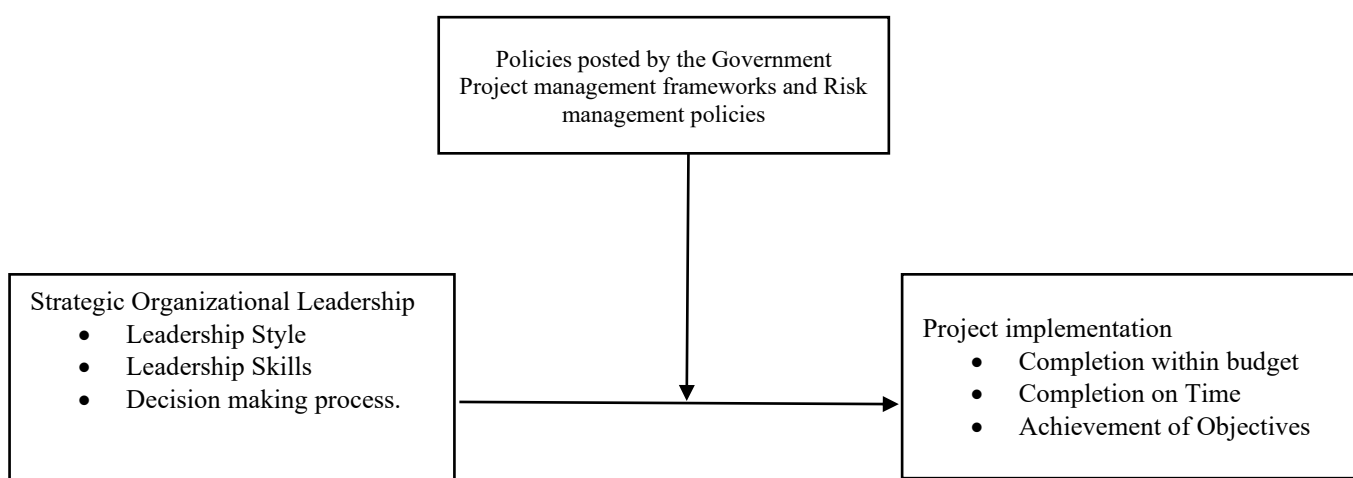 Policies posted by the Government
Project management frameworks and Risk
management policies
Strategic Organizational Leadership
• Leadership Style
• Leadership Skills
• Decision making process.
Project implementation
• Completion within budget
• Completion on Time
• Achievement of Objectives